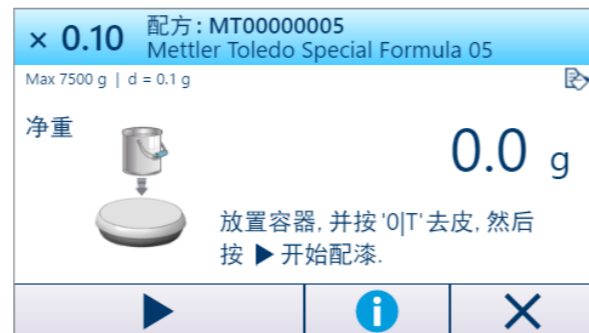 × 0.10
配方: MT00000005
Mettler Toledo Special Formula 05
Max 7500 g | d = 0.1 g
净重
0.0 g
放置容器, 并按 '0|T' 去皮, 然后
按 ▶ 开始配漆.